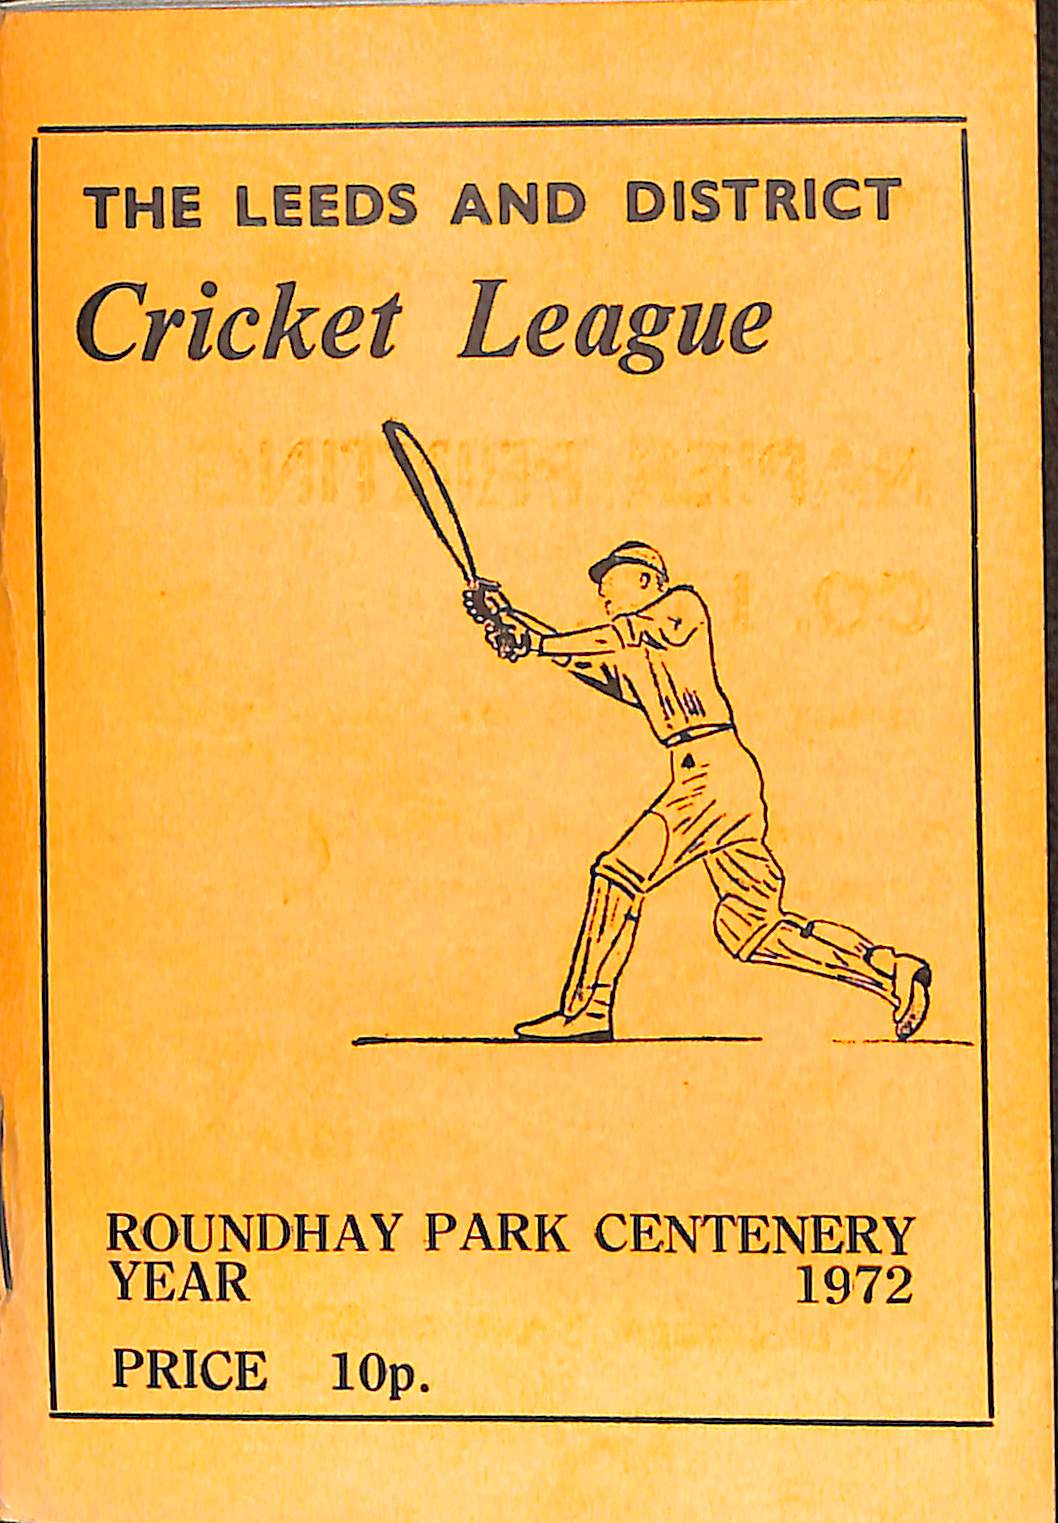 THE LEEDS AND DISTRICT
Cricket League
ROUNDHAY PARK CENTENERY
YEAR 1972
PRICE 10p.